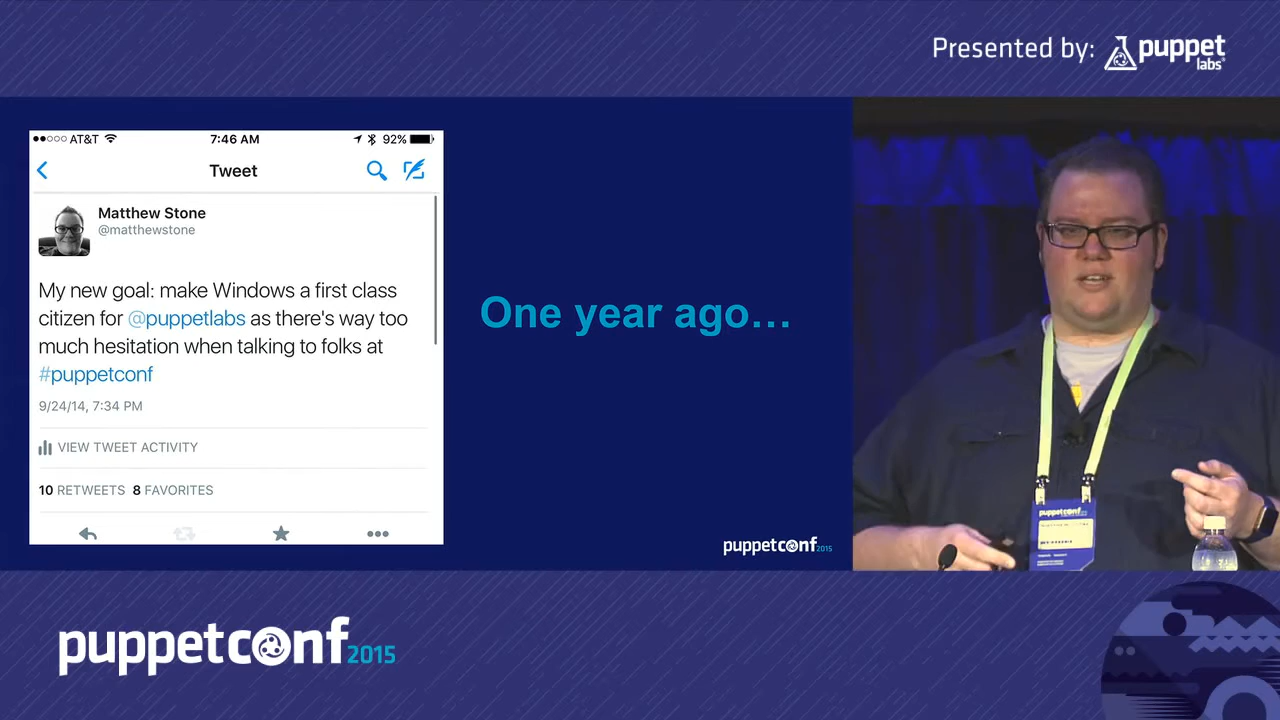 Presented by: puppet labs
AT&T 7:46 AM 92%
Tweet
Matthew Stone
@matthewstone
My new goal: make Windows a first class
citizen for @puppetlabs as there's way too
much hesitation when talking to folks at
#puppetconf
9/24/14, 7:34 PM
VIEW TWEET ACTIVITY
10 RETWEETS 8 FAVORITES
One year ago...
puppetconf 2015
puppetconf
puppetconf 2015